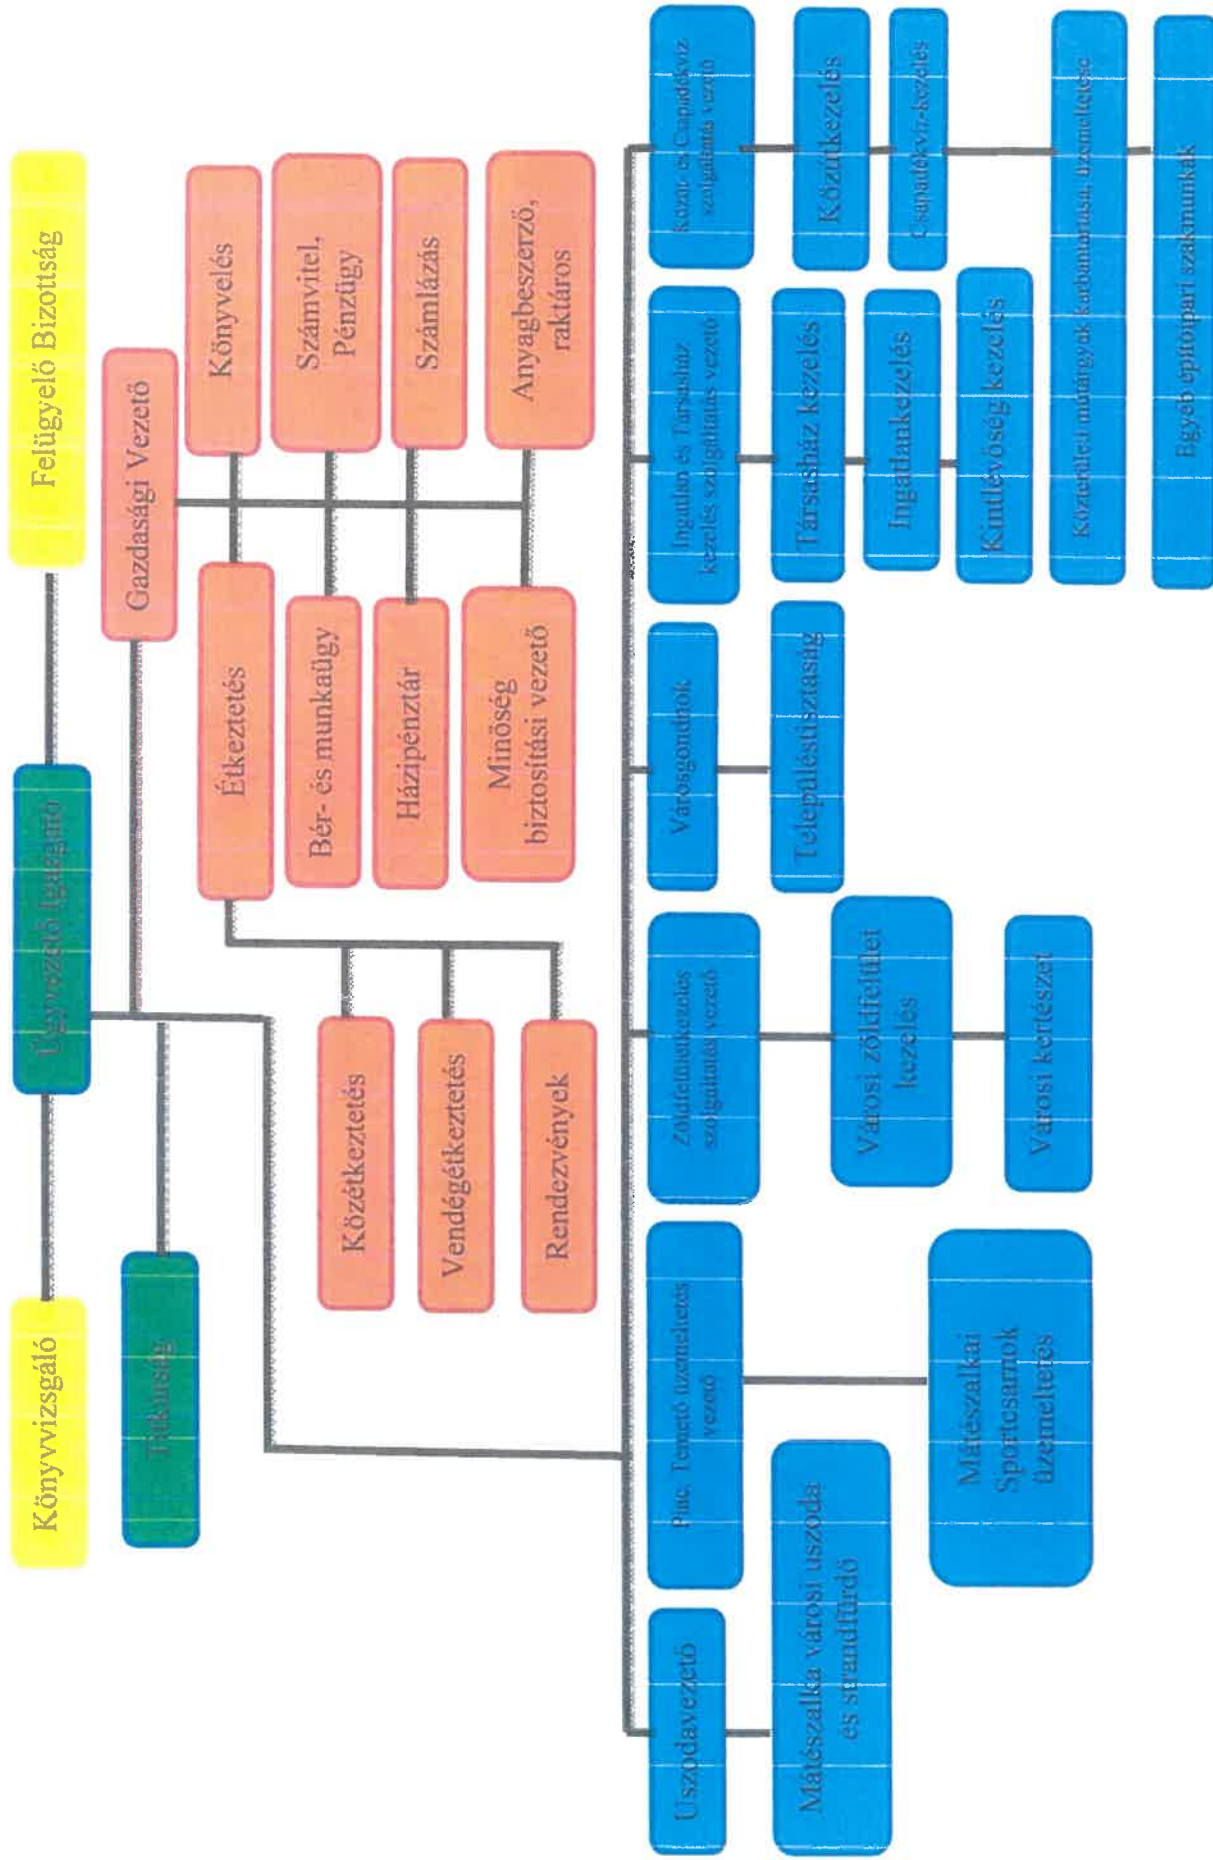 Könyvvizsgáló
Ügyvezető Igazgató
Felügyelő Bizottság
Titkárság
Gazdasági Vezető
Étkeztetés
Könyvelés
Bér- és munkaügy
Számvitel,
Pénzügy
Házipénztár
Számlázás
Minőség
biztosítási vezető
Anyagbeszerző,
raktáros
Közétkeztetés
Vendégétkeztetés
Rendezvények
Uszodavezető
Mátészalka városi uszoda
és strandfürdő
Piac, Temető üzemeltetés
vezető
Mátészalkai
Sportcsarnok
üzemeltetés
Zöldfelületkezelés
szolgáltatás vezető
Városi zöldfelület
kezelés
Városi kertészet
Városgondnok
Településtisztaság
Ingatlan és Társasház
kezelés szolgáltatás vezető
Társasház kezelés
Ingatlankezelés
Kintlévőség kezelés
Közút és Csapadékvíz
szolgáltatás vezető
Közútkezelés
Csapadékvíz-kezelés
Közterületi műtárgyak karbantartása, üzemeltetése
Egyéb építőipari szakmunkák